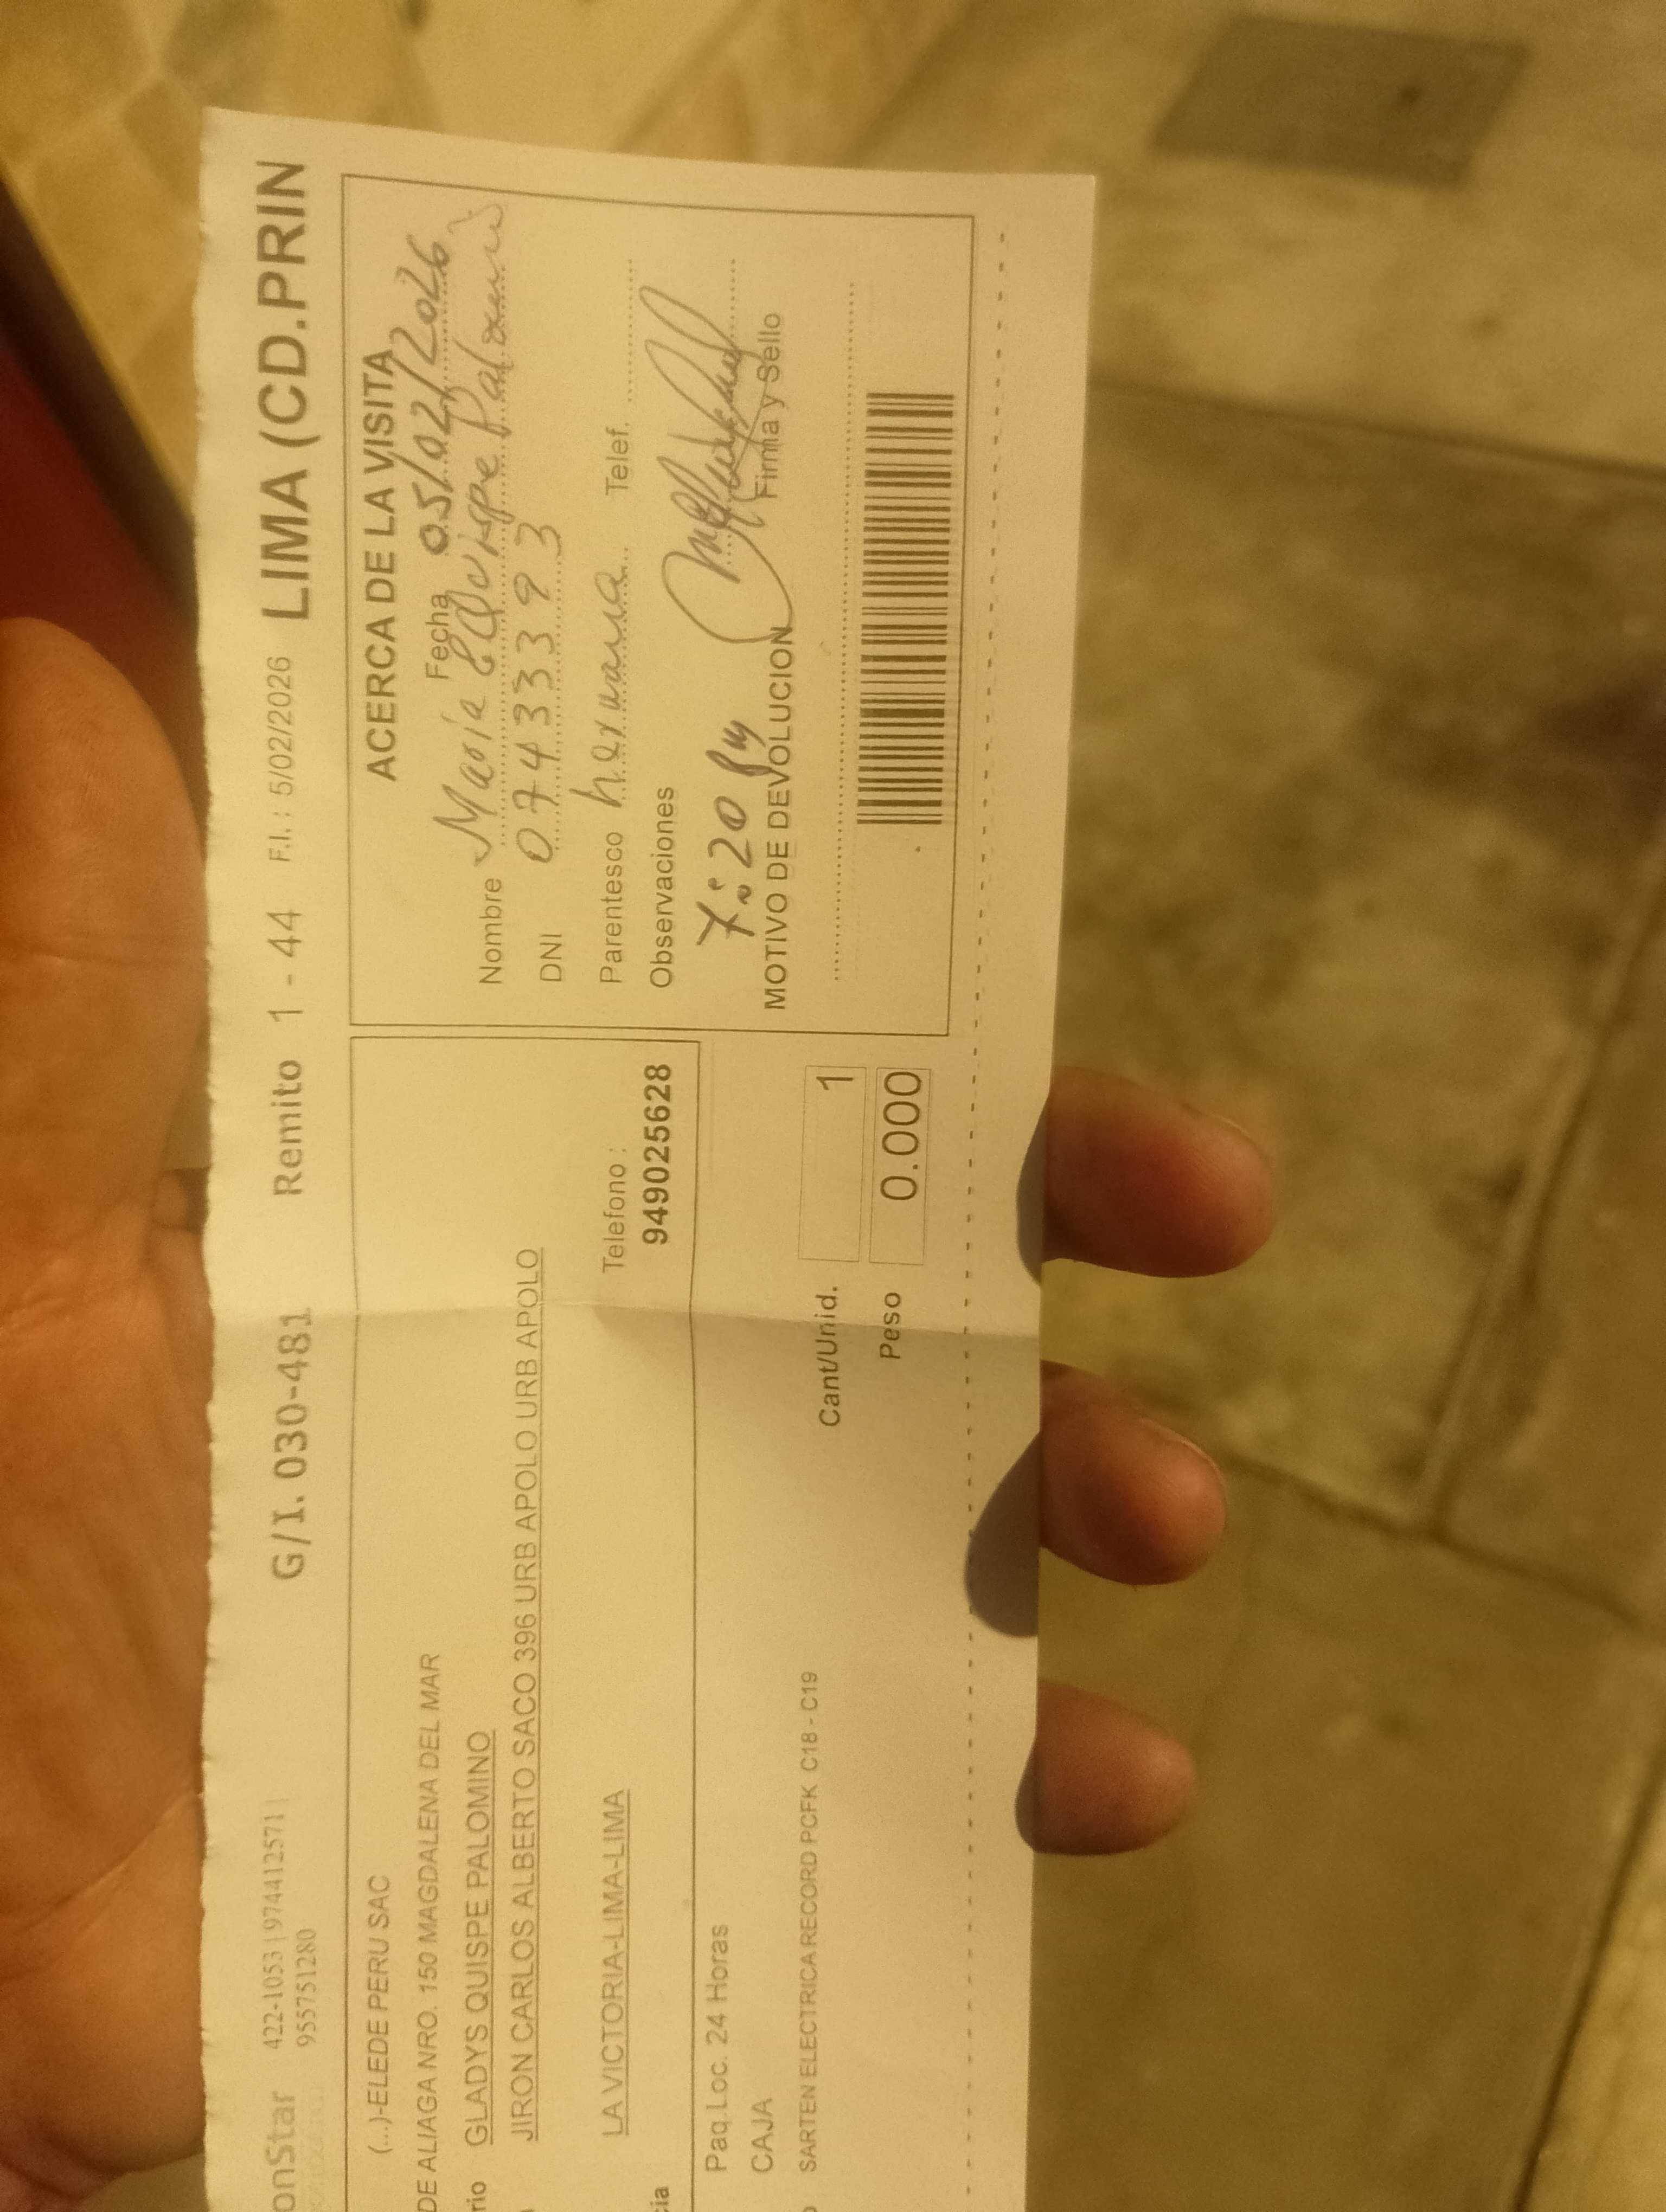 onStar 422-1053 | 974412571 | G/I. 030-481 Remito 1 - 44 F.I. : 5/02/2026 LIMA (CD.PRIN
955751280
(...)-ELEDE PERU SAC
DE ALIAGA NRO. 150 MAGDALENA DEL MAR
rio GLADYS QUISPE PALOMINO
JIRON CARLOS ALBERTO SACO 396 URB APOLO URB APOLO URB APOLO
LA VICTORIA-LIMA-LIMA
Telefono :
cia 949025628
Paq.Loc. 24 Horas
CAJA
SARTEN ELECTRICA RECORD PCFK C18 - C19
Cant/Unid. 1
Peso 0.000
ACERCA DE LA VISITA
Fecha 05/02/2026
Nombre María E Quispe Palomino
DNI 07433393
Parentesco hermana Telef.
Observaciones
7:20 PM
Firma y Sello
MOTIVO DE DEVOLUCION